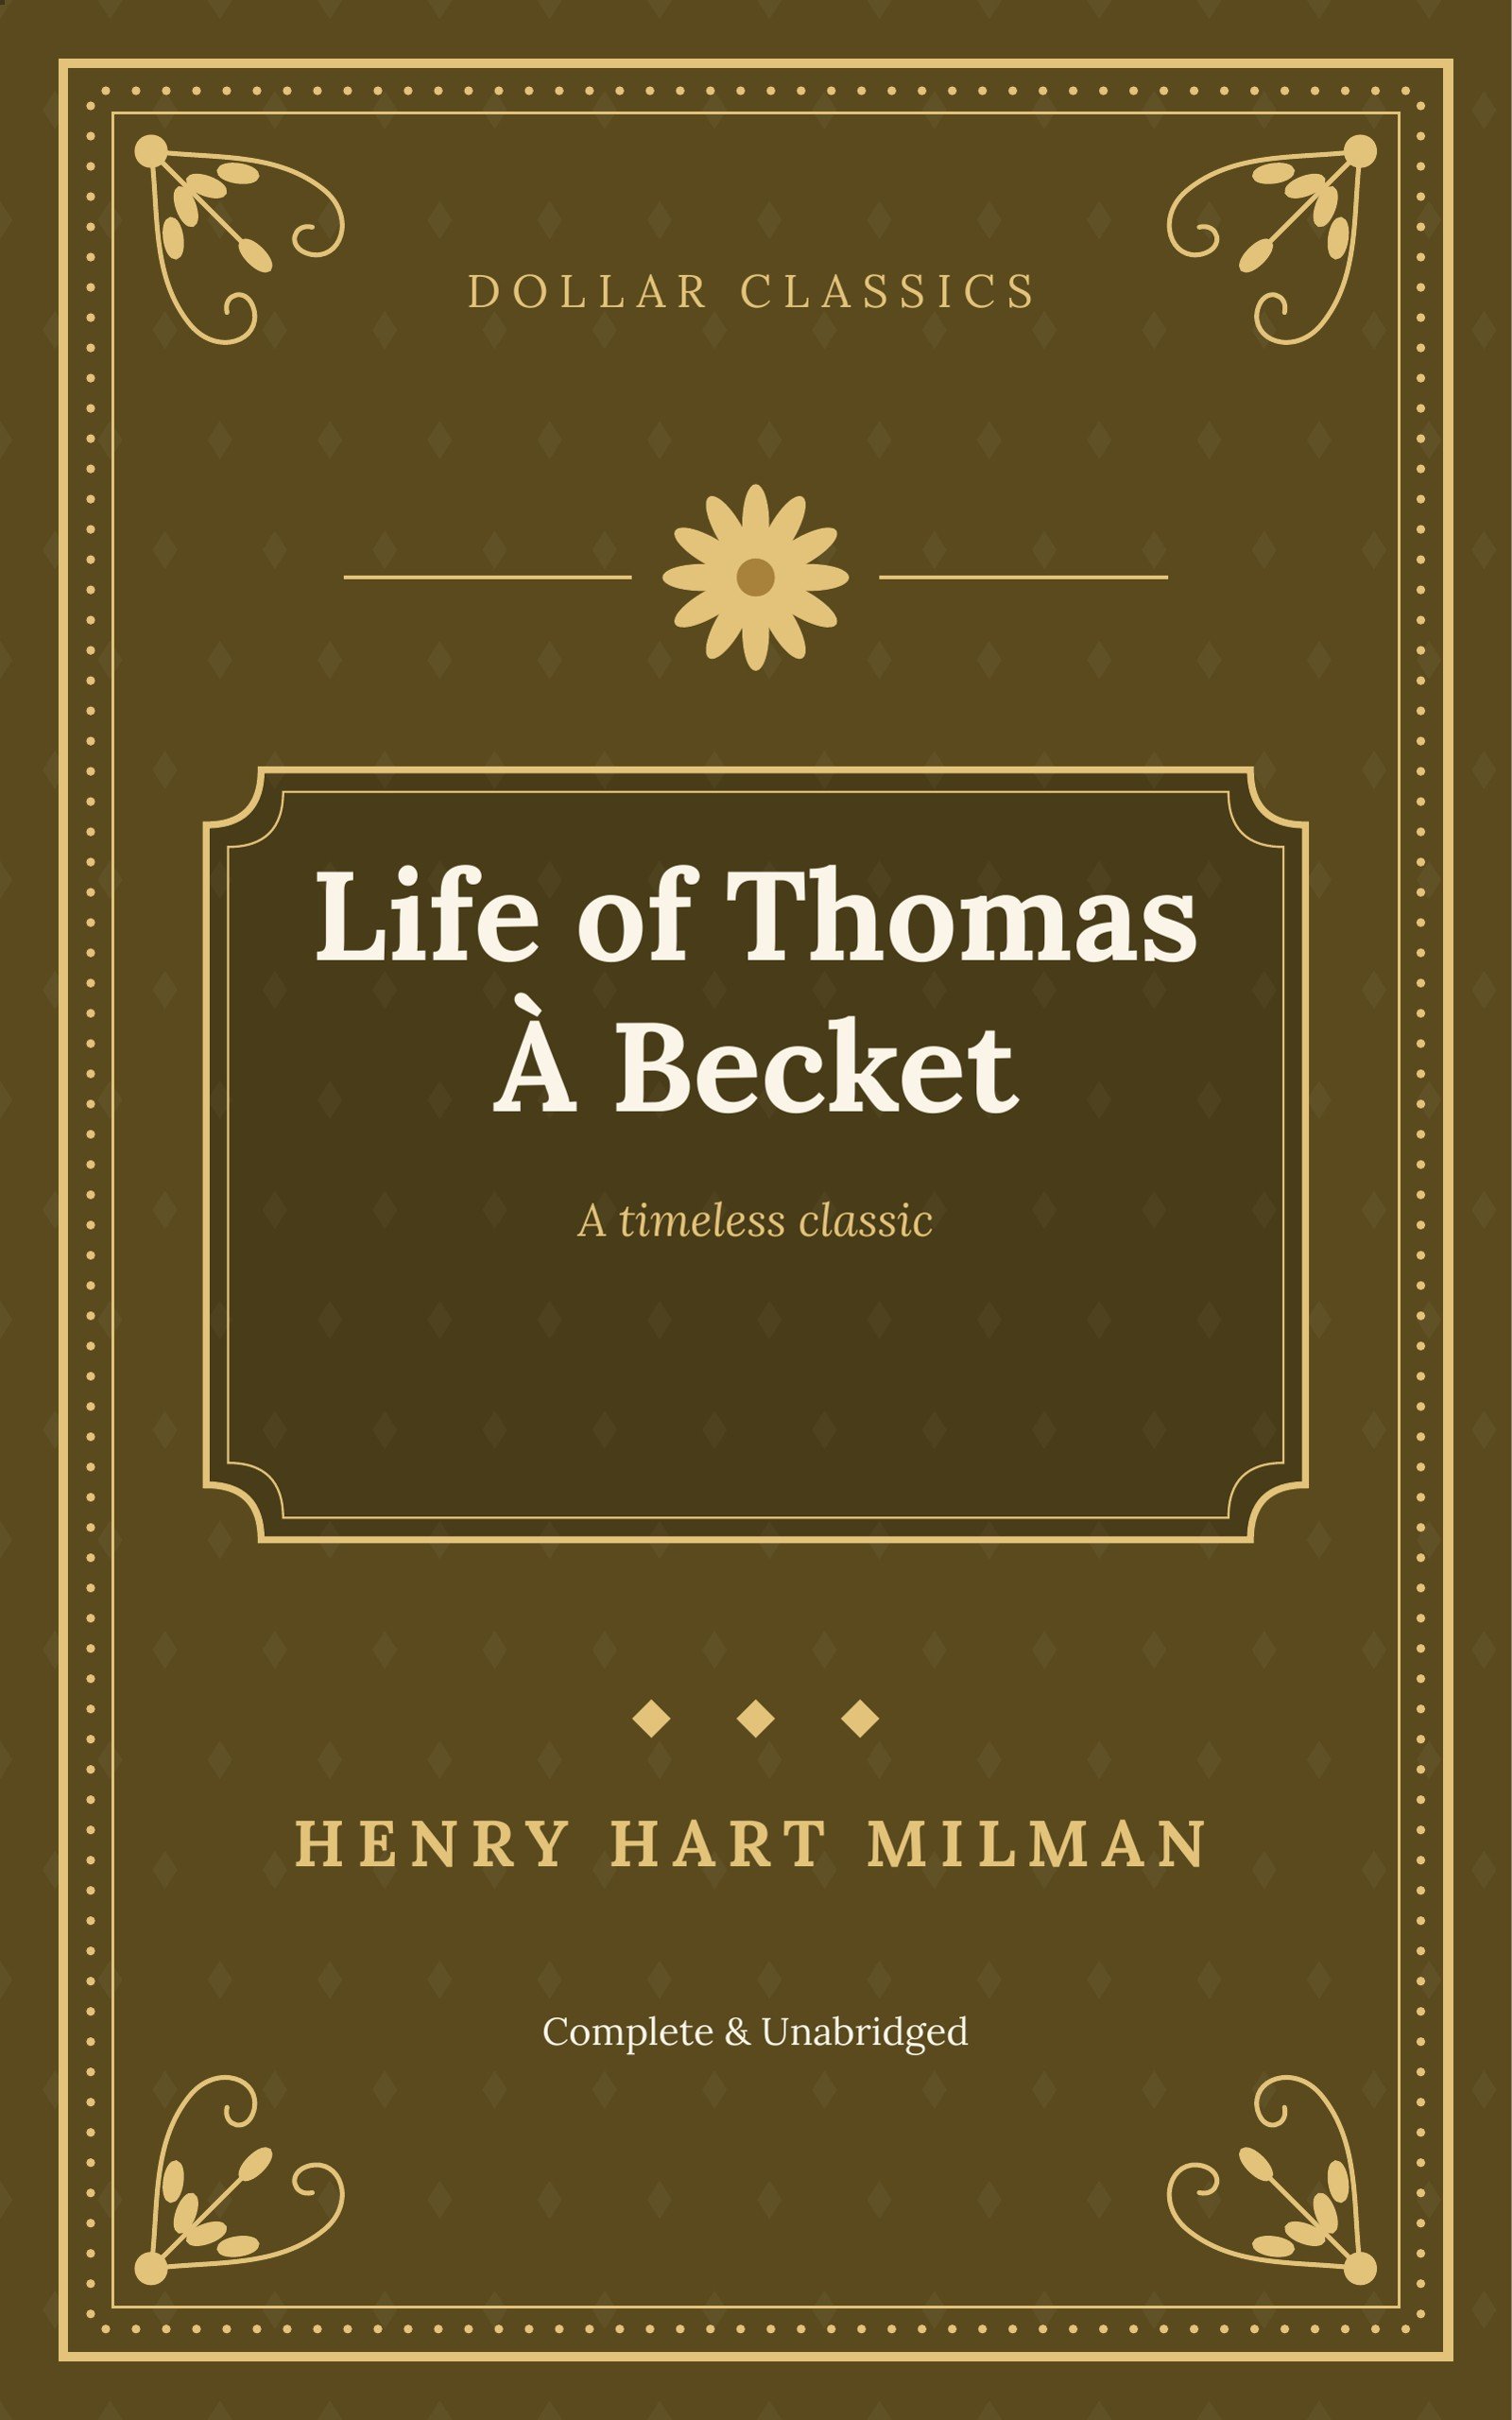 DOLLAR CLASSICS
Life of Thomas
À Becket
A timeless classic
HENRY HART MILMAN
Complete & Unabridged